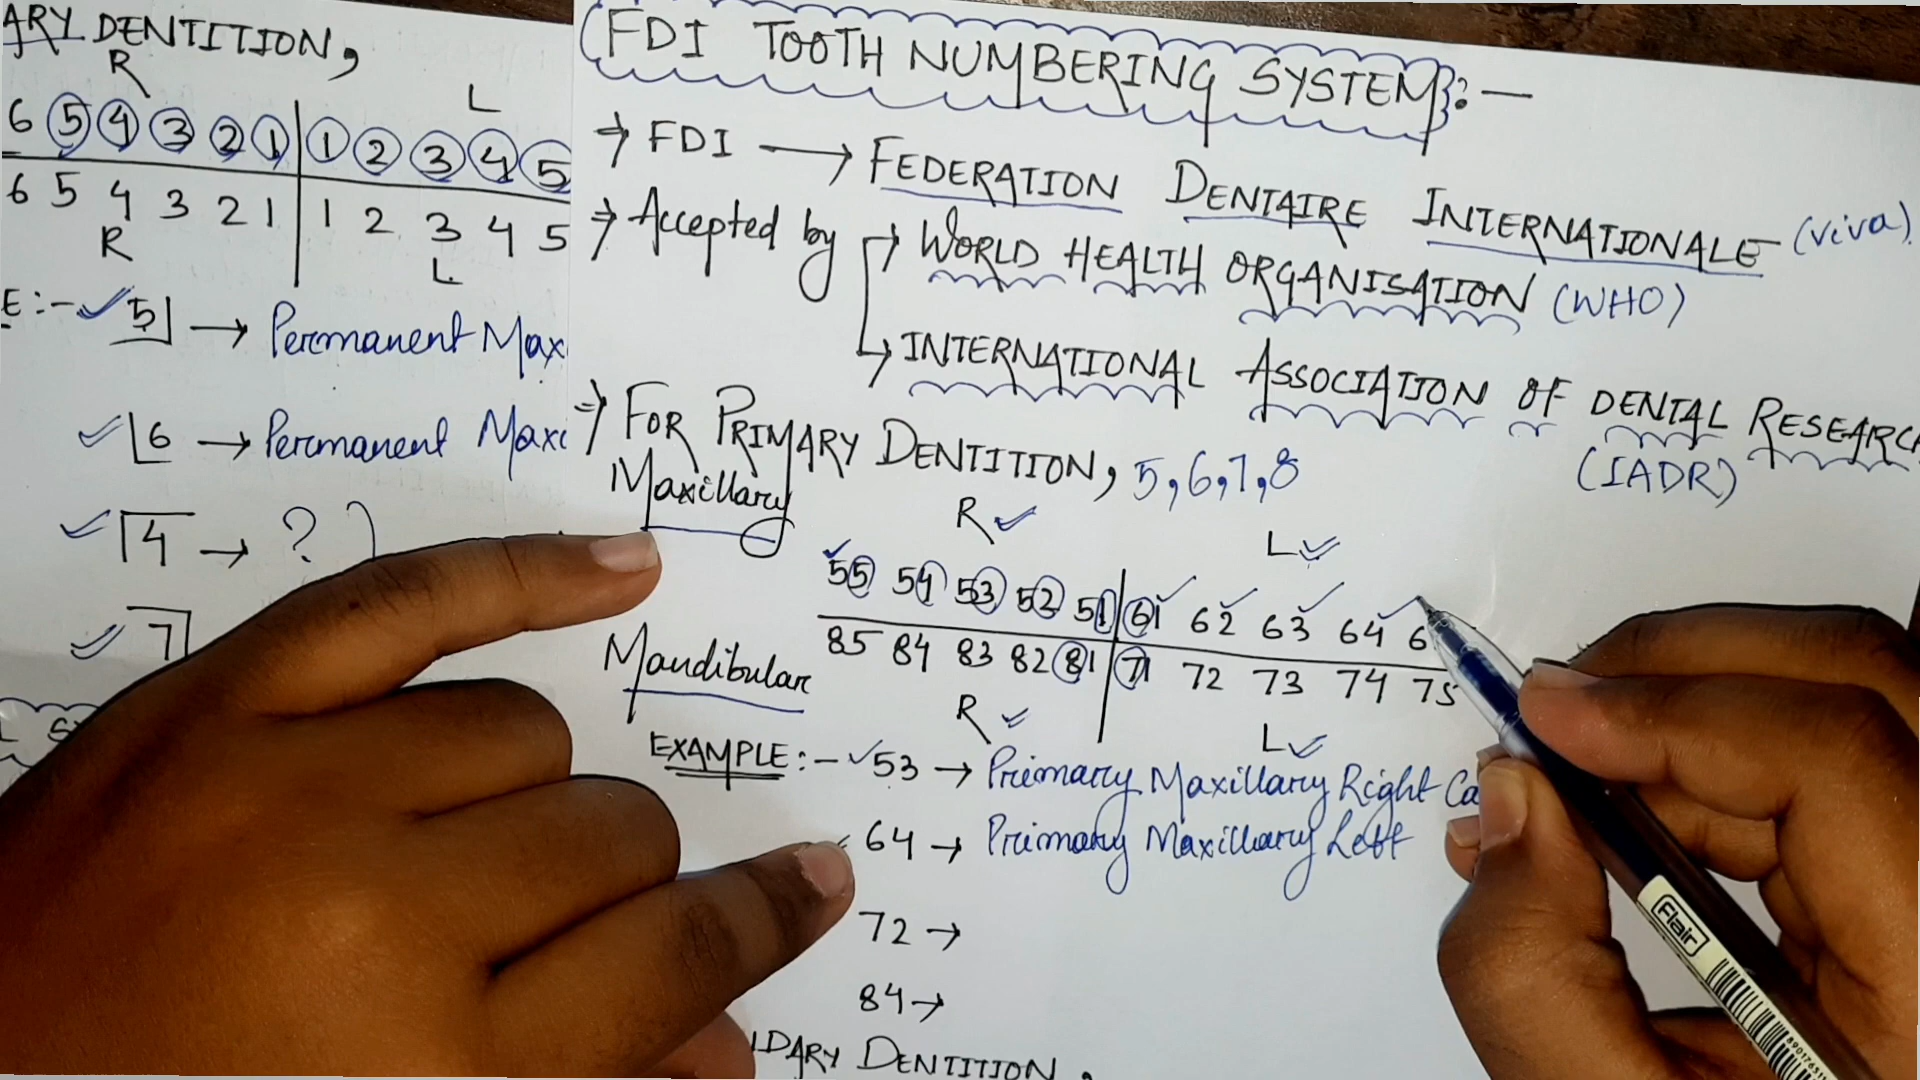 ARY DENTITION,
R
L
6 5 4 3 2 1 | 1 2 3 4 5
6 5 4 3 2 1 | 1 2 3 4 5
R
L
E:- 5 → Permanent Max
6 → Permanent Maxi
4 → ?
7
FDI TOOTH NUMBERING SYSTEM:-
⇒ FDI → FEDERATION DENTAIRE INTERNATIONALE (viva)
⇒ Accepted by → WORLD HEALTH ORGANISATION (WHO)
→ INTERNATIONAL ASSOCIATION OF DENTAL RESEARCH
(IADR)
⇒ FOR PRIMARY DENTITION, 5,6,7,8
Maxillary
R
L
55 54 53 52 51 | 61 62 63 64 6
Mandibular
85 84 83 82 81 | 71 72 73 74 75
R
L
EXAMPLE:- 53 → Primary Maxillary Right Ca
64 → Primary Maxillary Left
72 →
84 →
DARY DENTITION,
Flair